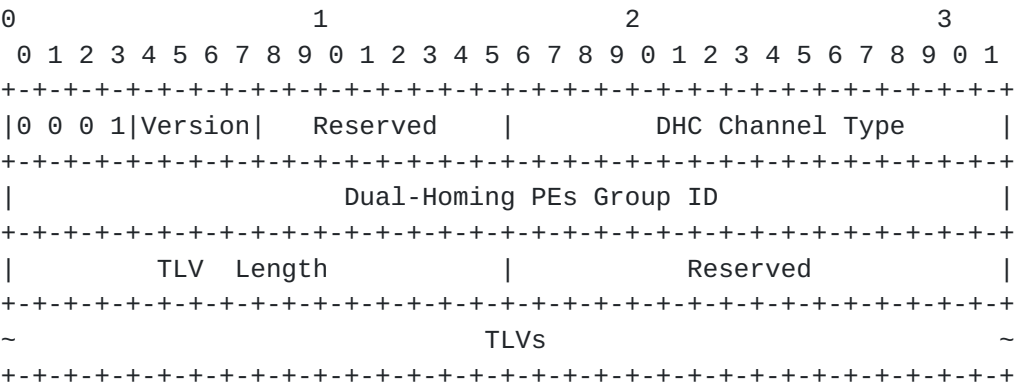 0                   1                   2                   3
 0 1 2 3 4 5 6 7 8 9 0 1 2 3 4 5 6 7 8 9 0 1 2 3 4 5 6 7 8 9 0 1
+-+-+-+-+-+-+-+-+-+-+-+-+-+-+-+-+-+-+-+-+-+-+-+-+-+-+-+-+-+-+-+-+
|0 0 0 1|Version|   Reserved    |         DHC Channel Type      |
+-+-+-+-+-+-+-+-+-+-+-+-+-+-+-+-+-+-+-+-+-+-+-+-+-+-+-+-+-+-+-+-+
|                     Dual-Homing PEs Group ID                  |
+-+-+-+-+-+-+-+-+-+-+-+-+-+-+-+-+-+-+-+-+-+-+-+-+-+-+-+-+-+-+-+-+
|         TLV  Length           |           Reserved            |
+-+-+-+-+-+-+-+-+-+-+-+-+-+-+-+-+-+-+-+-+-+-+-+-+-+-+-+-+-+-+-+-+
~                              TLVs                             ~
+-+-+-+-+-+-+-+-+-+-+-+-+-+-+-+-+-+-+-+-+-+-+-+-+-+-+-+-+-+-+-+-+